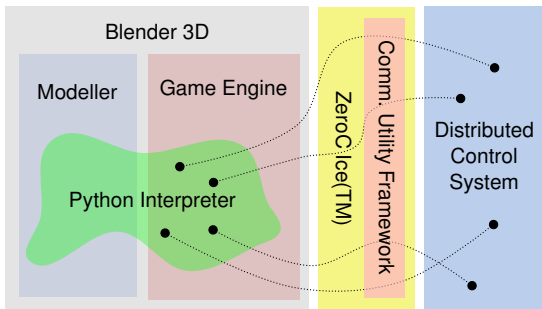 Blender 3D
Modeller
Game Engine
Python Interpreter
ZeroC Ice(TM)
Comm. Utility Framework
Distributed
Control
System